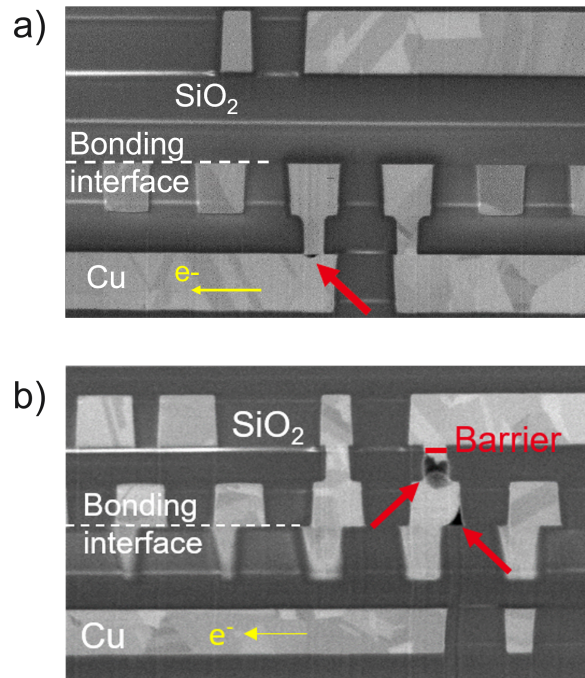 a)
SiO₂
Bonding
interface
Cu
e-
b)
SiO₂
Barrier
Bonding
interface
Cu
e⁻